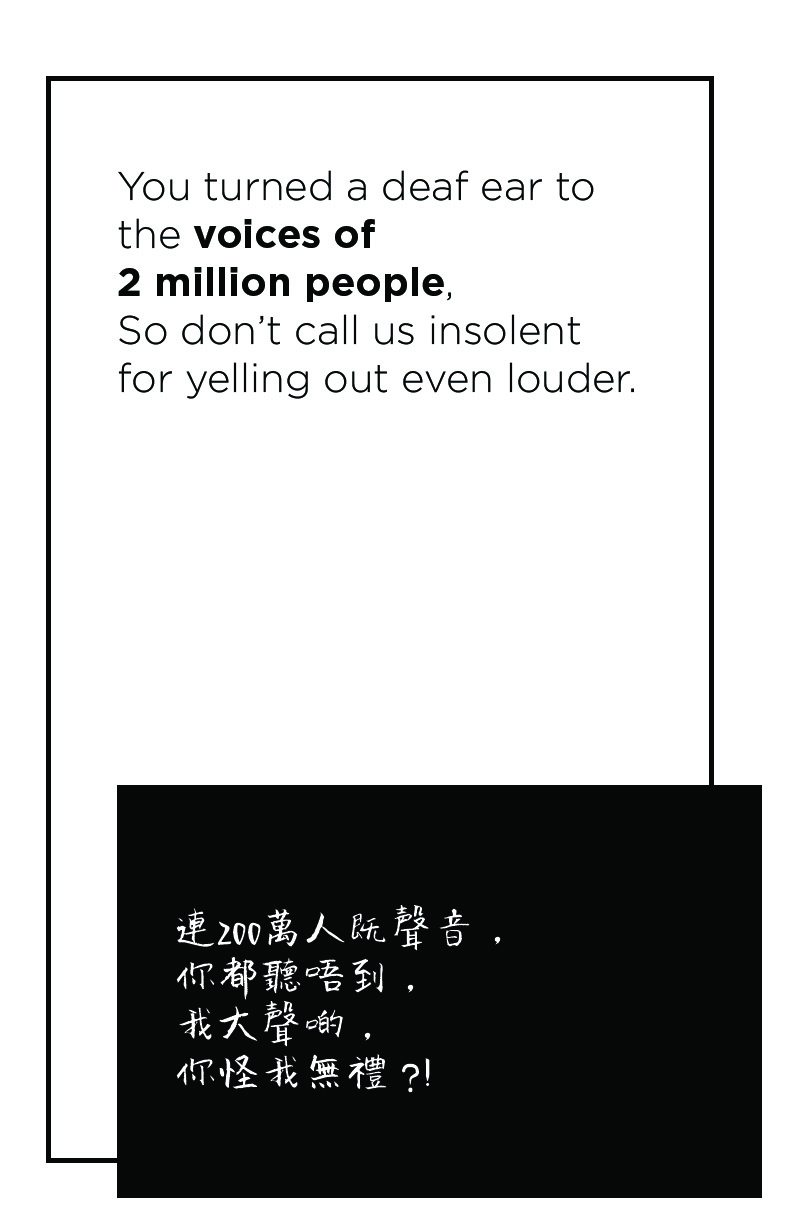 You turned a deaf ear to
the voices of
2 million people,
So don’t call us insolent
for yelling out even louder.
連200萬人既聲音，
你都聽唔到，
我大聲啲，
你怪我無禮?!